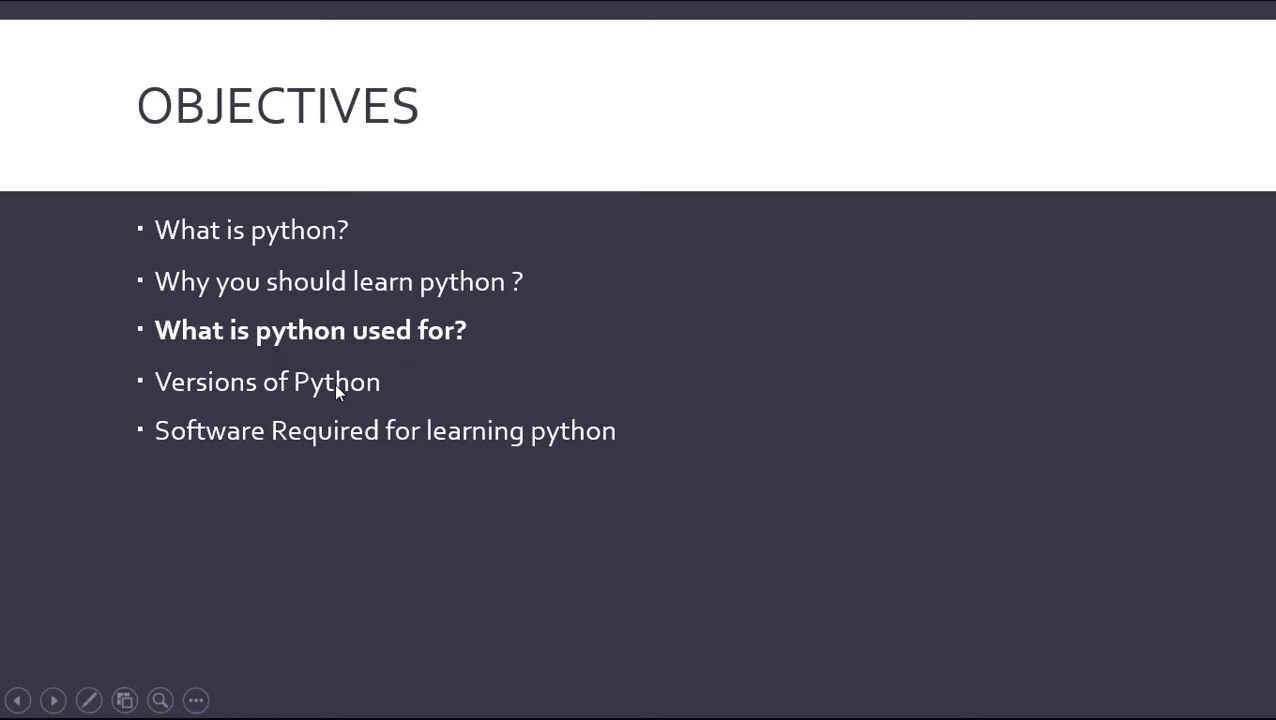 OBJECTIVES
▪ What is python?
▪ Why you should learn python ?
▪ What is python used for?
▪ Versions of Python
▪ Software Required for learning python